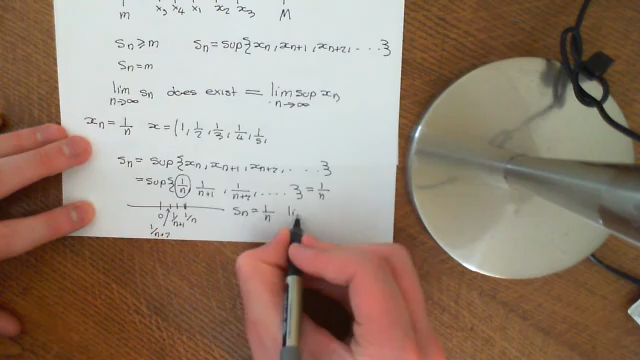 m x₃ x₄ x₁ x₂ x₃ M
Sn ⩾ m Sn = sup{xn, xn+1, xn+2, ...}
Sn = m
lim n→∞ Sn does exist = lim sup n→∞ xn
xn = 1/n x = (1, 1/2, 1/3, 1/4, 1/5,
Sn = sup{xn, xn+1, xn+2, ...}
= sup{1/n, 1/n+1, 1/n+2, ....} = 1/n
0 1/n+1 1/n Sn = 1/n li
1/n+2